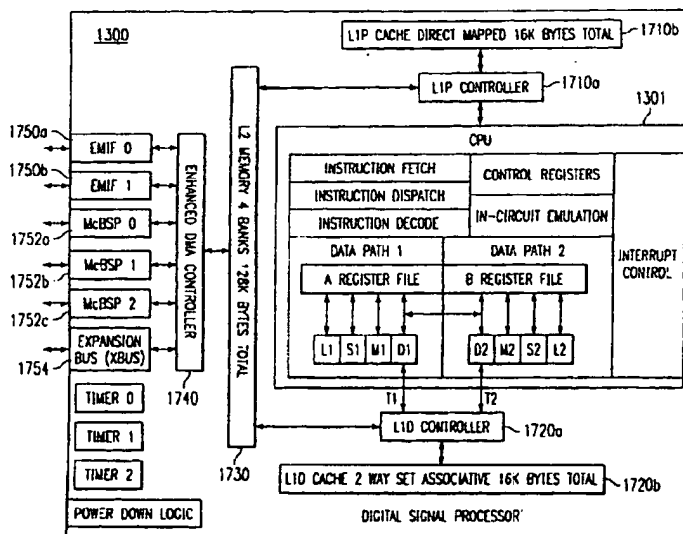 1300
L1P CACHE DIRECT MAPPED 16K BYTES TOTAL
1710b
L1P CONTROLLER
1710a
1301
CPU
INSTRUCTION FETCH
INSTRUCTION DISPATCH
INSTRUCTION DECODE
CONTROL REGISTERS
IN-CIRCUIT EMULATION
INTERRUPT
CONTROL
DATA PATH 1
DATA PATH 2
A REGISTER FILE
B REGISTER FILE
L1 S1 M1 D1
D2 M2 S2 L2
T1
T2
L1D CONTROLLER
1720a
L1D CACHE 2 WAY SET ASSOCIATIVE 16K BYTES TOTAL
1720b
DIGITAL SIGNAL PROCESSOR
1750a
EMIF 0
1750b
EMIF 1
1752a
McBSP 0
1752b
McBSP 1
1752c
McBSP 2
1754
EXPANSION
BUS (XBUS)
TIMER 0
TIMER 1
TIMER 2
POWER DOWN LOGIC
ENHANCED DMA CONTROLLER
1740
L2 MEMORY 4 BANKS 128K BYTES TOTAL
1730